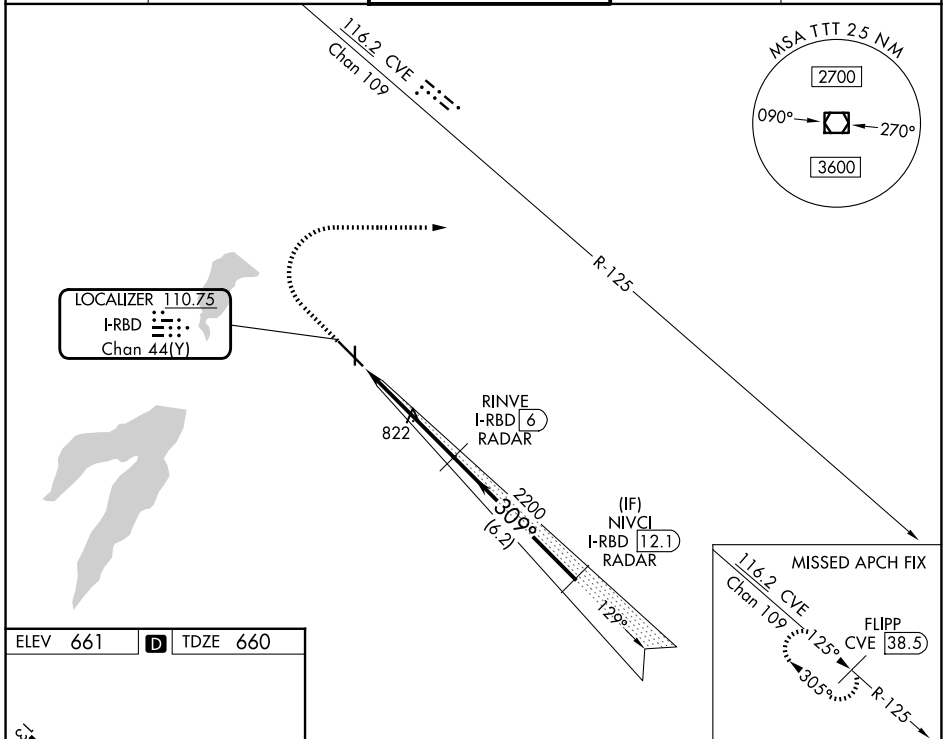 116.2 CVE
Chan 109
MSA TTT 25 NM
2700
090°
270°
3600
R-125
LOCALIZER 110.75
I-RBD
Chan 44(Y)
822
RINVE
I-RBD 6
RADAR
2200
309°
(6.2)
(IF)
NIVCI
I-RBD 12.1
RADAR
129°
MISSED APCH FIX
116.2 CVE
Chan 109
125°
FLIPP
CVE 38.5
305°
R-125
ELEV 661 D TDZE 660
13